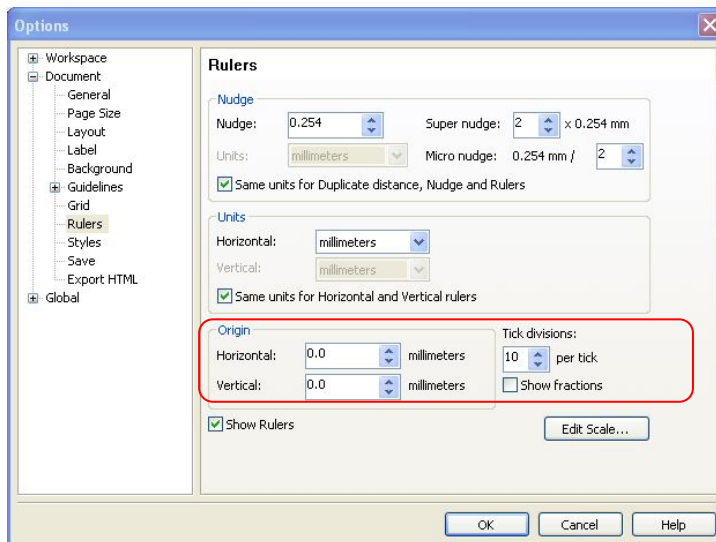 Options
Workspace
Document
General
Page Size
Layout
Label
Background
Guidelines
Grid
Rulers
Styles
Save
Export HTML
Global
Rulers
Nudge
Nudge: 0.254 Super nudge: 2 x 0.254 mm
Units: millimeters Micro nudge: 0.254 mm / 2
Same units for Duplicate distance, Nudge and Rulers
Units
Horizontal: millimeters
Vertical: millimeters
Same units for Horizontal and Vertical rulers
Origin Tick divisions:
Horizontal: 0.0 millimeters 10 per tick
Vertical: 0.0 millimeters Show fractions
Show Rulers Edit Scale...
OK Cancel Help